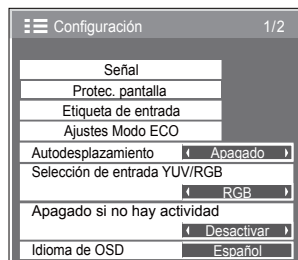 Configuración 1/2
Señal
Protec. pantalla
Etiqueta de entrada
Ajustes Modo ECO
Autodesplazamiento Apagado
Selección de entrada YUV/RGB
RGB
Apagado si no hay actividad
Desactivar
Idioma de OSD Español